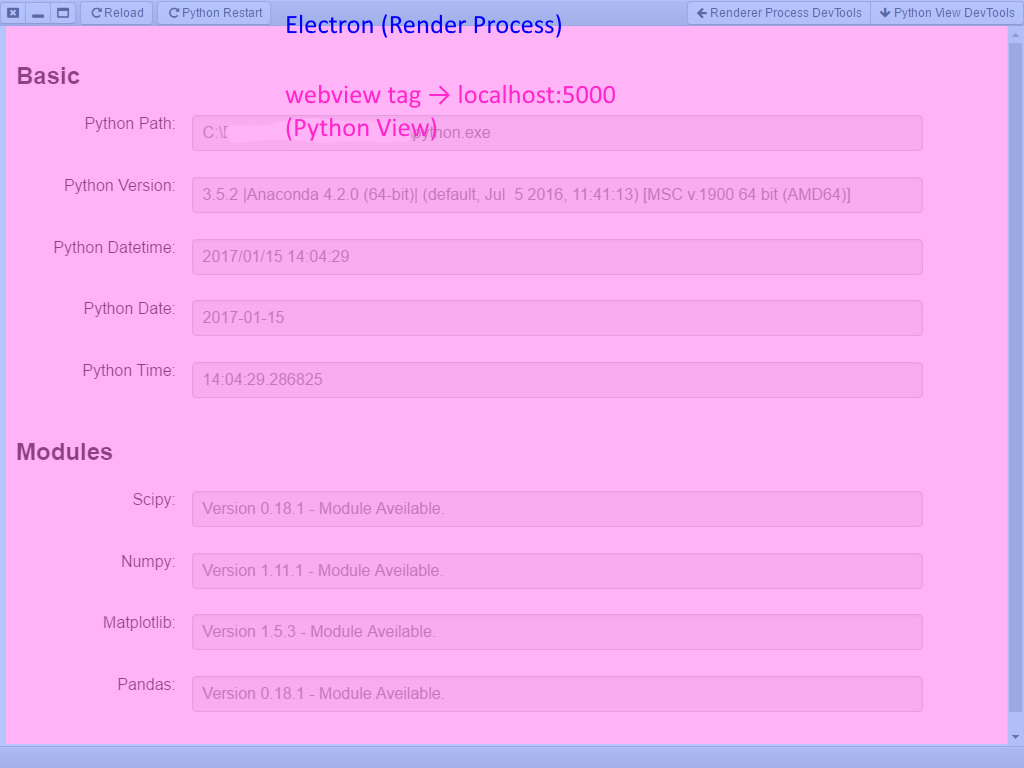 Reload Python Restart Electron (Render Process) Renderer Process DevTools Python View DevTools
Basic
webview tag → localhost:5000
(Python View)
Python Path: C:\ python.exe
Python Version: 3.5.2 |Anaconda 4.2.0 (64-bit)| (default, Jul  5 2016, 11:41:13) [MSC v.1900 64 bit (AMD64)]
Python Datetime: 2017/01/15 14:04:29
Python Date: 2017-01-15
Python Time: 14:04:29.286825
Modules
Scipy: Version 0.18.1 - Module Aveilable.
Numpy: Version 1.11.1 - Module Aveilable.
Matplotlib: Version 1.5.3 - Module Aveilable.
Pandas: Version 0.18.1 - Module Aveilable.